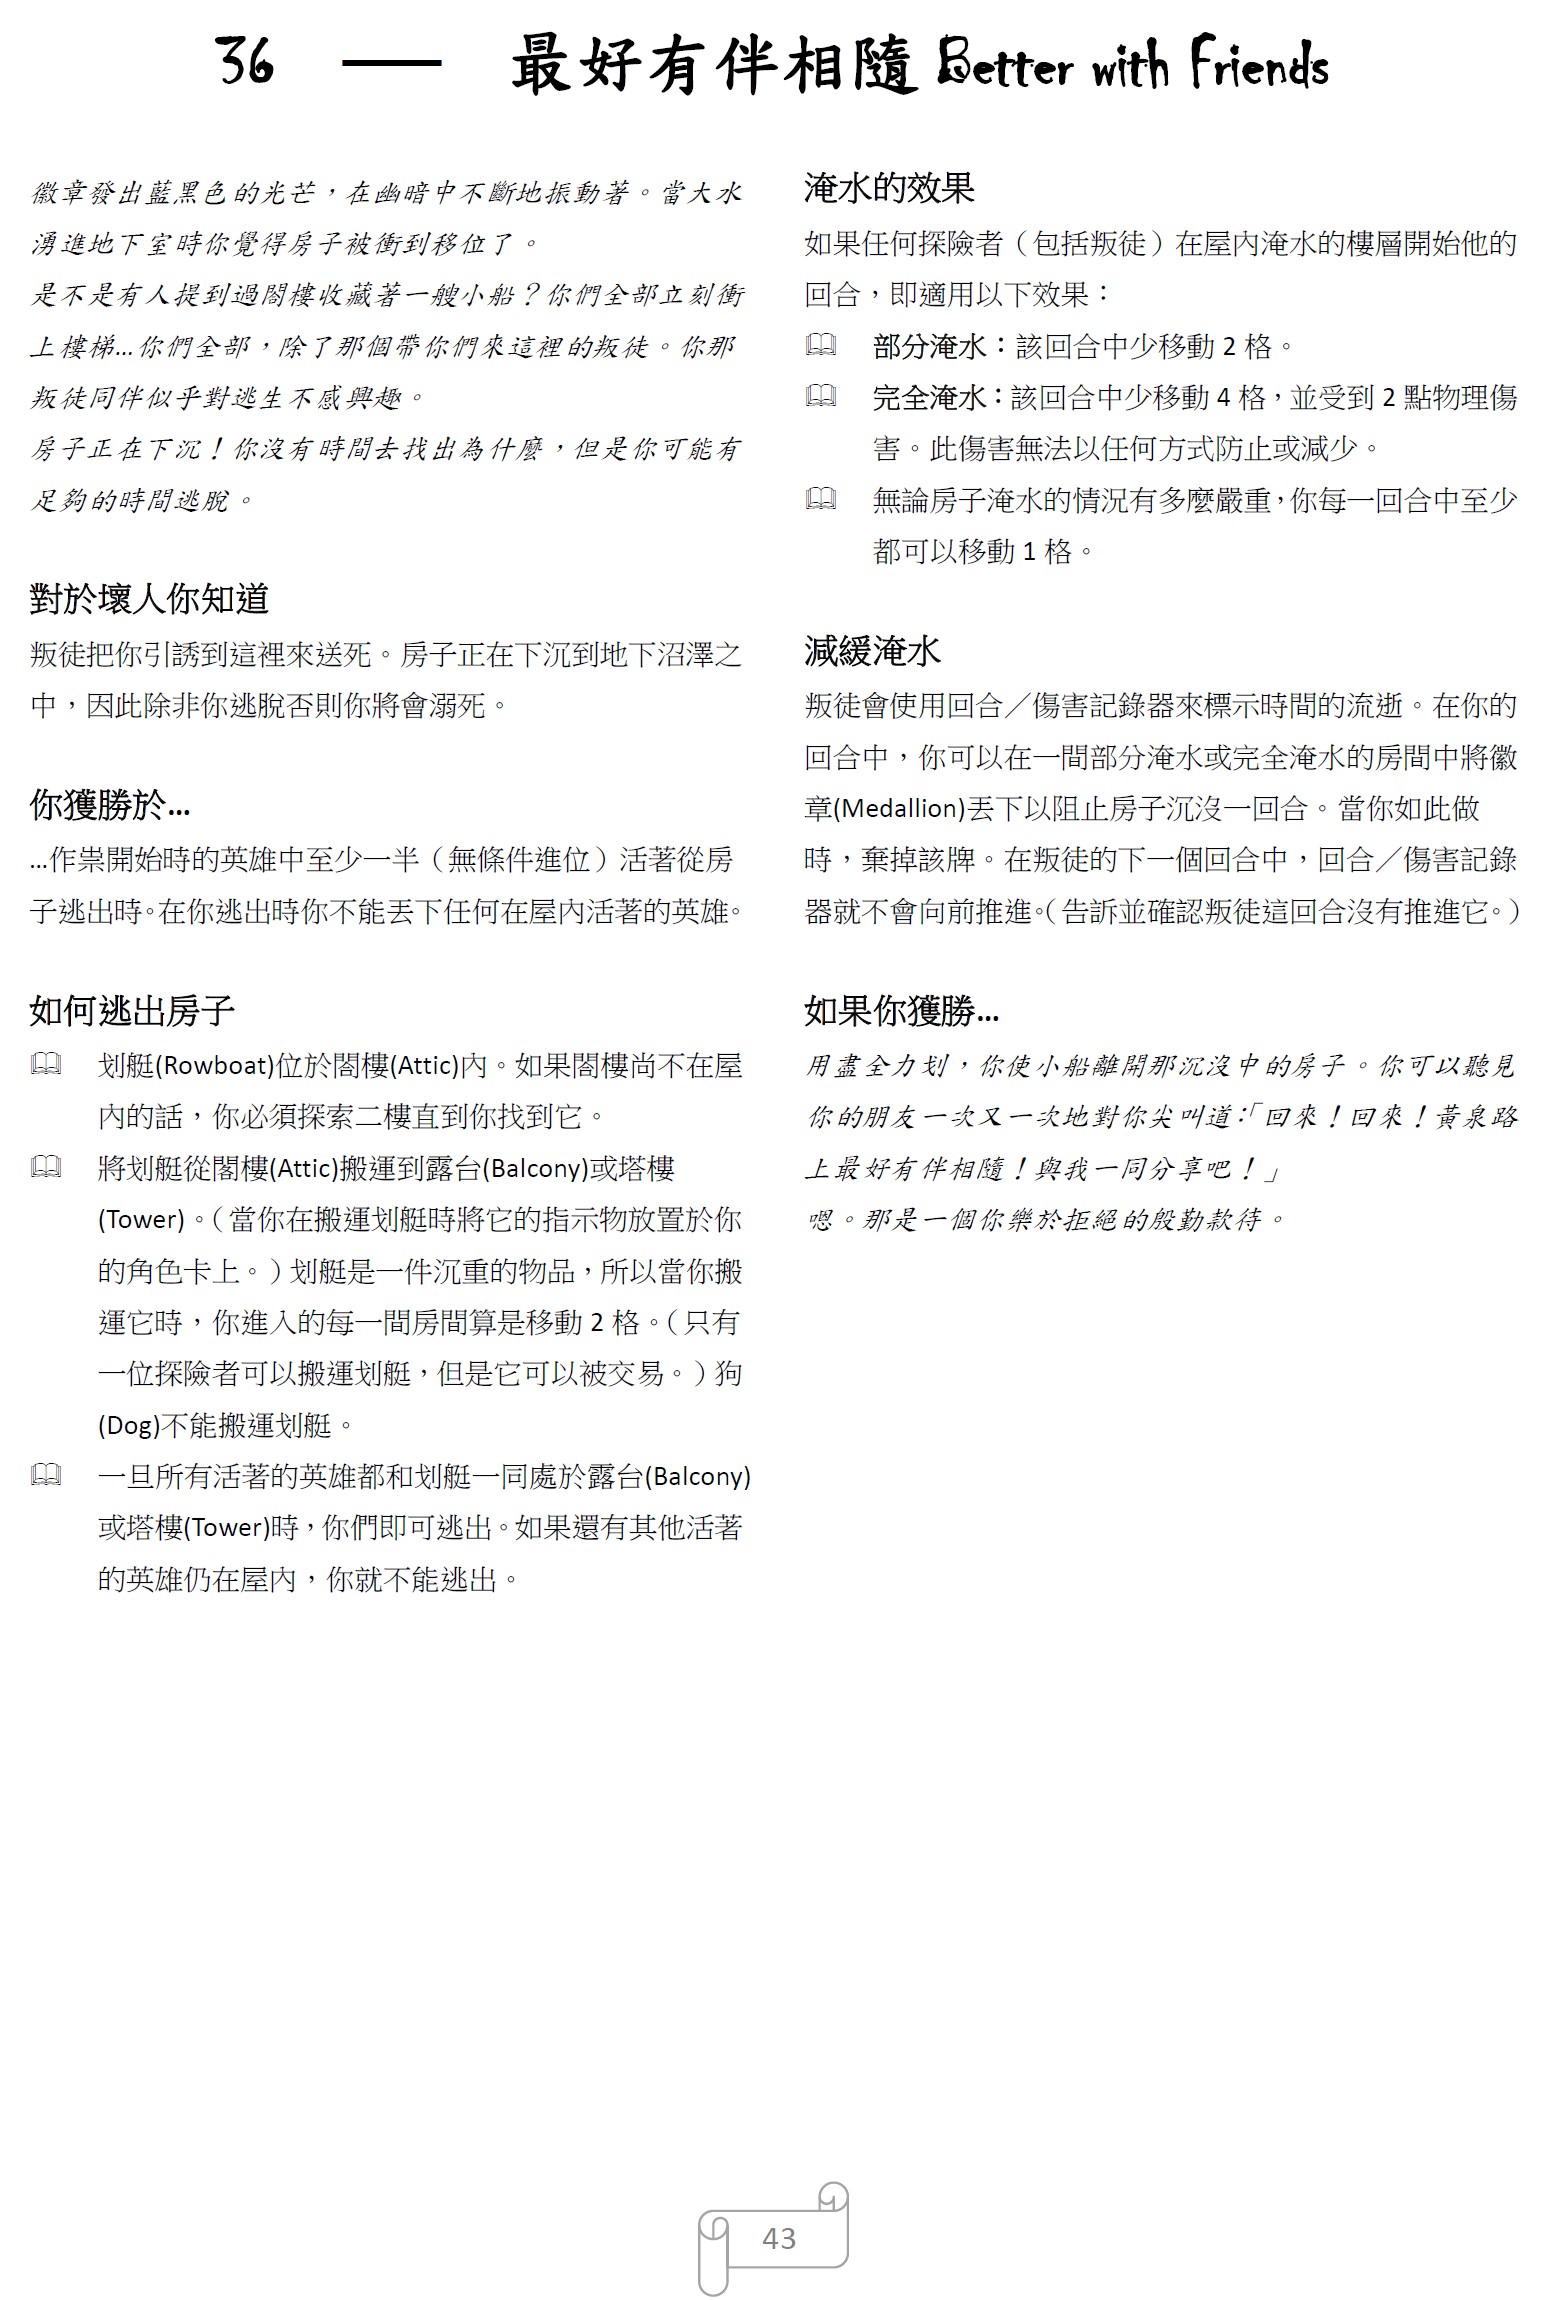 36 — 最好有伴相隨 Better with Friends
徽章發出藍黑色的光芒，在幽暗中不斷地振動著。當大水
湧進地下室時你覺得房子被衝到移位了。
是不是有人提到過閣樓收藏著一艘小船？你們全部立刻衝
上樓梯…你們全部，除了那個帶你們來這裡的叛徒。你那
叛徒同伴似乎對逃生不感興趣。
房子正在下沉！你沒有時間去找出為什麼，但是你可能有
足夠的時間逃脫。
對於壞人你知道
叛徒把你引誘到這裡來送死。房子正在下沉到地下沼澤之
中，因此除非你逃脫否則你將會溺死。
你獲勝於…
…作祟開始時的英雄中至少一半（無條件進位）活著從房
子逃出時。在你逃出時你不能丟下任何在屋內活著的英雄。
如何逃出房子
划艇(Rowboat)位於閣樓(Attic)內。如果閣樓尚不在屋
內的話，你必須探索二樓直到你找到它。
將划艇從閣樓(Attic)搬運到露台(Balcony)或塔樓
(Tower)。（當你在搬運划艇時將它的指示物放置於你
的角色卡上。）划艇是一件沉重的物品，所以當你搬
運它時，你進入的每一間房間算是移動 2 格。（只有
一位探險者可以搬運划艇，但是它可以被交易。）狗
(Dog)不能搬運划艇。
一旦所有活著的英雄都和划艇一同處於露台(Balcony)
或塔樓(Tower)時，你們即可逃出。如果還有其他活著
的英雄仍在屋內，你就不能逃出。
淹水的效果
如果任何探險者（包括叛徒）在屋內淹水的樓層開始他的
回合，即適用以下效果：
部分淹水：該回合中少移動 2 格。
完全淹水：該回合中少移動 4 格，並受到 2 點物理傷
害。此傷害無法以任何方式防止或減少。
無論房子淹水的情況有多麼嚴重，你每一回合中至少
都可以移動 1 格。
減緩淹水
叛徒會使用回合／傷害記錄器來標示時間的流逝。在你的
回合中，你可以在一間部分淹水或完全淹水的房間中將徽
章(Medallion)丟下以阻止房子沉沒一回合。當你如此做
時，棄掉該牌。在叛徒的下一個回合中，回合／傷害記錄
器就不會向前推進。（告訴並確認叛徒這回合沒有推進它。）
如果你獲勝…
用盡全力划，你使小船離開那沉沒中的房子。你可以聽見
你的朋友一次又一次地對你尖叫道：「回來！回來！黃泉路
上最好有伴相隨！與我一同分享吧！」
嗯。那是一個你樂於拒絕的殷勤款待。
43